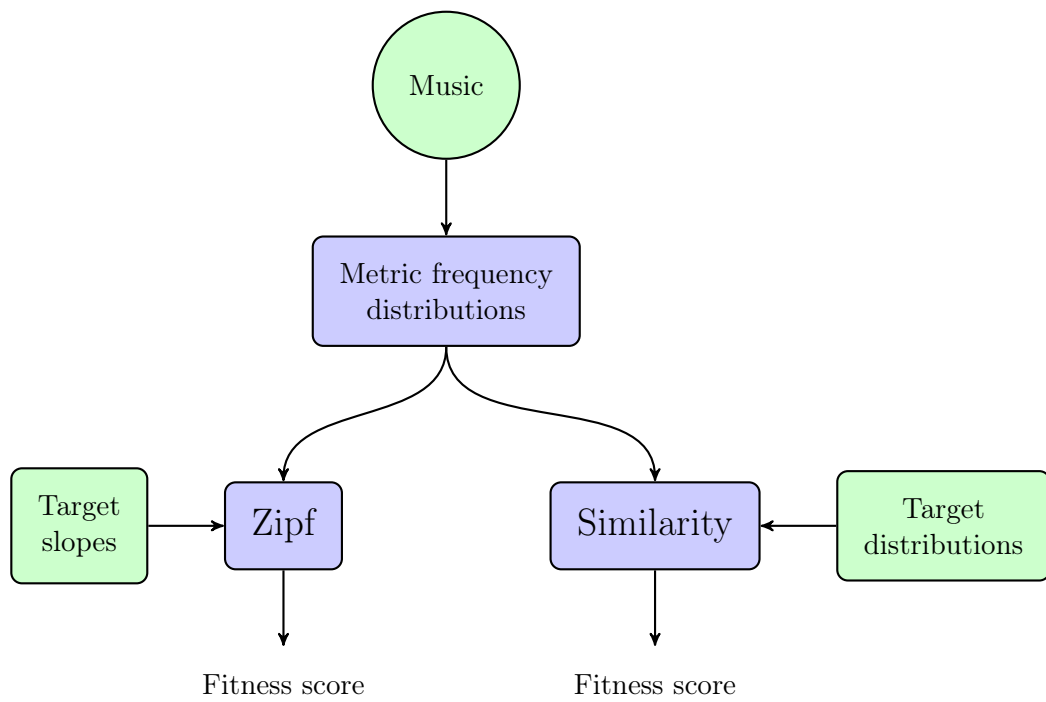 Music
Metric frequency
distributions
Target
slopes
Zipf
Similarity
Target
distributions
Fitness score
Fitness score